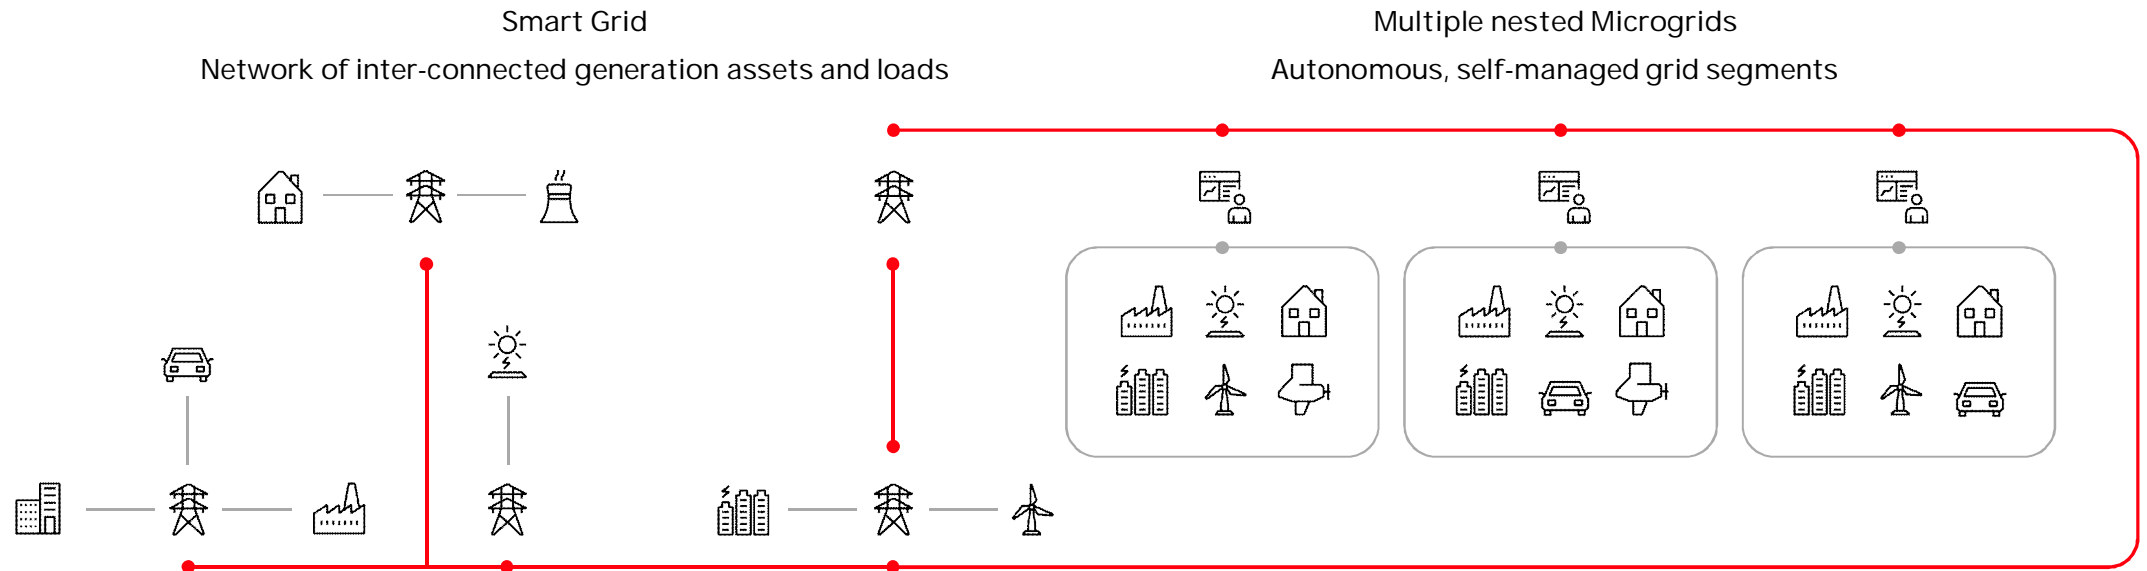 Smart Grid
Network of inter-connected generation assets and loads
Multiple nested Microgrids
Autonomous, self-managed grid segments